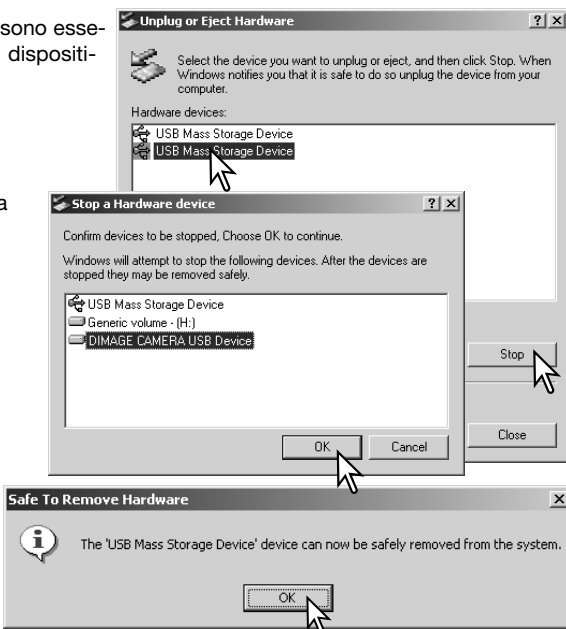 sono esse-
dispositi-
a
Unplug or Eject Hardware
Select the device you want to unplug or eject, and then click Stop. When
Windows notifies you that it is safe to do so unplug the device from your
computer.
Hardware devices:
USB Mass Storage Device
USB Mass Storage Device
Stop a Hardware device
Confirm devices to be stopped, Choose OK to continue.
Windows will attempt to stop the following devices. After the devices are
stopped they may be removed safely.
USB Mass Storage Device
Generic volume - (H:)
DIMAGE CAMERA USB Device
OK
Cancel
Stop
Close
Safe To Remove Hardware
The 'USB Mass Storage Device' device can now be safely removed from the system.
OK